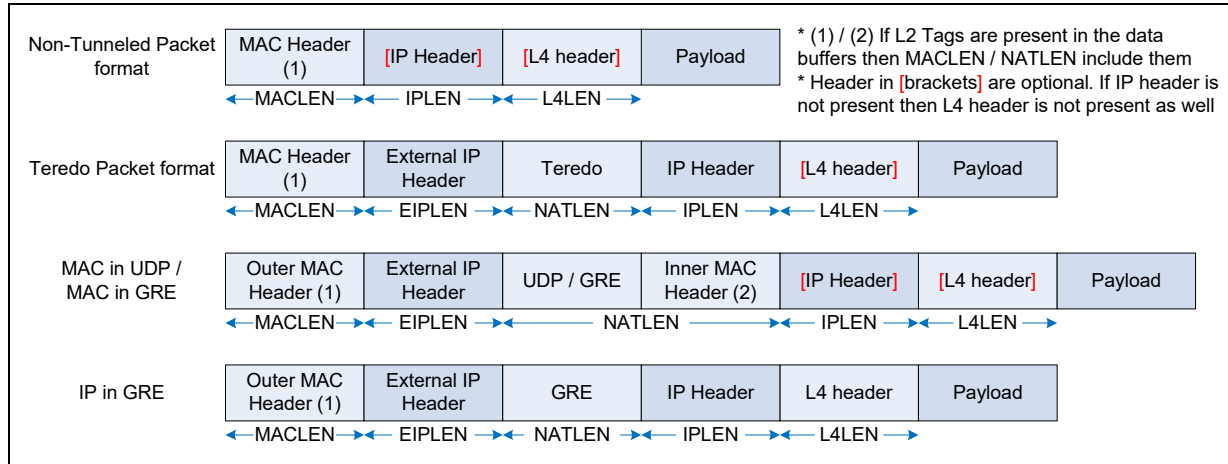 Non-Tunneled Packet
format
MAC Header
(1)
[IP Header]
[L4 header]
Payload
MACLEN
IPLEN
L4LEN
* (1) / (2) If L2 Tags are present in the data
buffers then MACLEN / NATLEN include them
* Header in [brackets] are optional. If IP header is
not present then L4 header is not present as well
Teredo Packet format
MAC Header
(1)
External IP
Header
Teredo
IP Header
[L4 header]
Payload
MACLEN
EIPLEN
NATLEN
IPLEN
L4LEN
MAC in UDP /
MAC in GRE
Outer MAC
Header (1)
External IP
Header
UDP / GRE
Inner MAC
Header (2)
[IP Header]
[L4 header]
Payload
MACLEN
EIPLEN
NATLEN
IPLEN
L4LEN
IP in GRE
Outer MAC
Header (1)
External IP
Header
GRE
IP Header
L4 header
Payload
MACLEN
EIPLEN
NATLEN
IPLEN
L4LEN